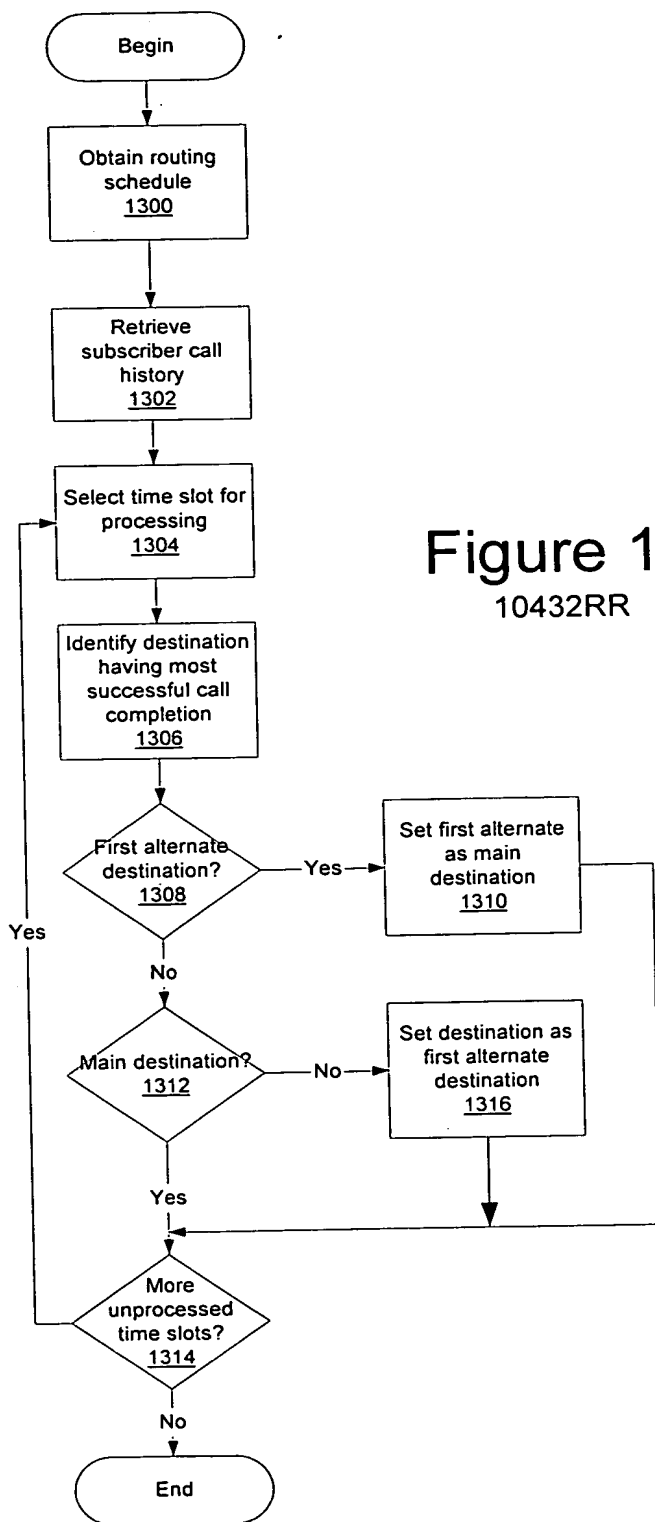 Begin
Obtain routing
schedule
1300
Retrieve
subscriber call
history
1302
Select time slot for
processing
1304
Figure 1
10432RR
Identify destination
having most
successful call
completion
1306
First alternate
destination?
1308
Yes
Set first alternate
as main
destination
1310
Yes
No
Main destination?
1312
No
Set destination as
first alternate
destination
1316
Yes
More
unprocessed
time slots?
1314
No
End